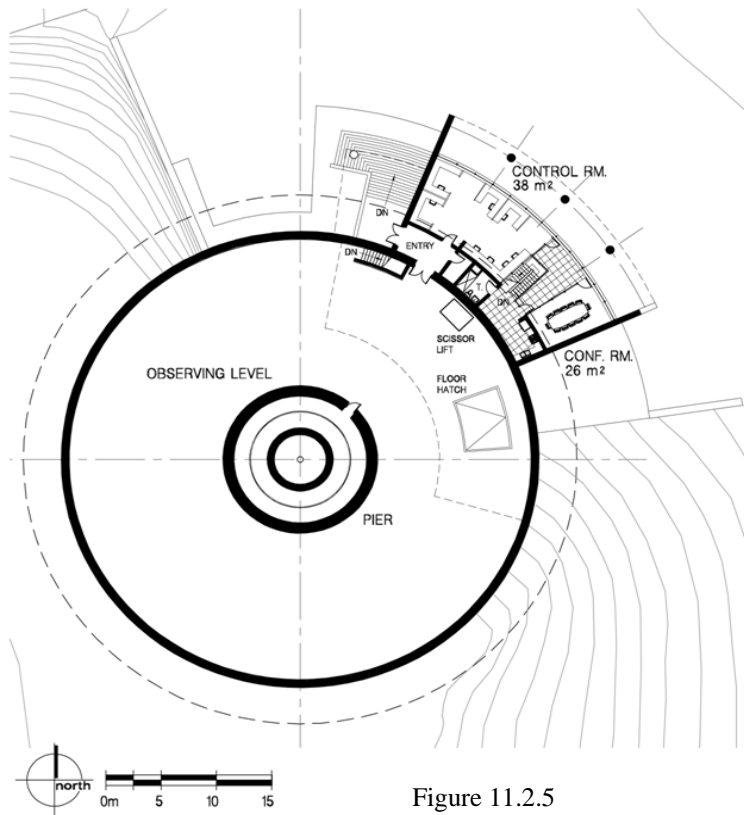 CONTROL RM.
38 m²
DN
ENTRY
DN
T.
DN
SCISSOR
LIFT
CONF. RM.
26 m²
OBSERVING LEVEL
FLOOR
HATCH
PIER
north
0m 5 10 15
Figure 11.2.5